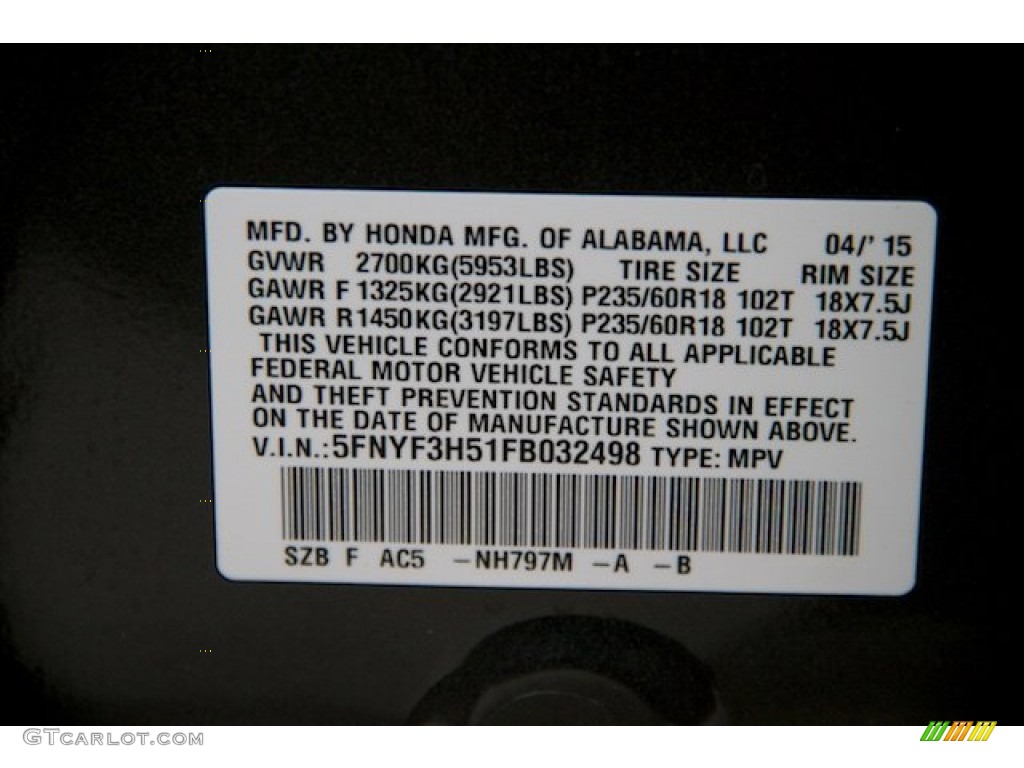 MFD. BY HONDA MFG. OF ALABAMA, LLC 04/' 15
GVWR 2700KG(5953LBS) TIRE SIZE RIM SIZE
GAWR F 1325KG(2921LBS) P235/60R18 102T 18X7.5J
GAWR R1450KG(3197LBS) P235/60R18 102T 18X7.5J
THIS VEHICLE CONFORMS TO ALL APPLICABLE
FEDERAL MOTOR VEHICLE SAFETY
AND THEFT PREVENTION STANDARDS IN EFFECT
ON THE DATE OF MANUFACTURE SHOWN ABOVE.
V.I.N.: 5FNYF3H51FB032498 TYPE: MPV
SZB F AC5 -NH797M -A -B
GTCARLOT.COM